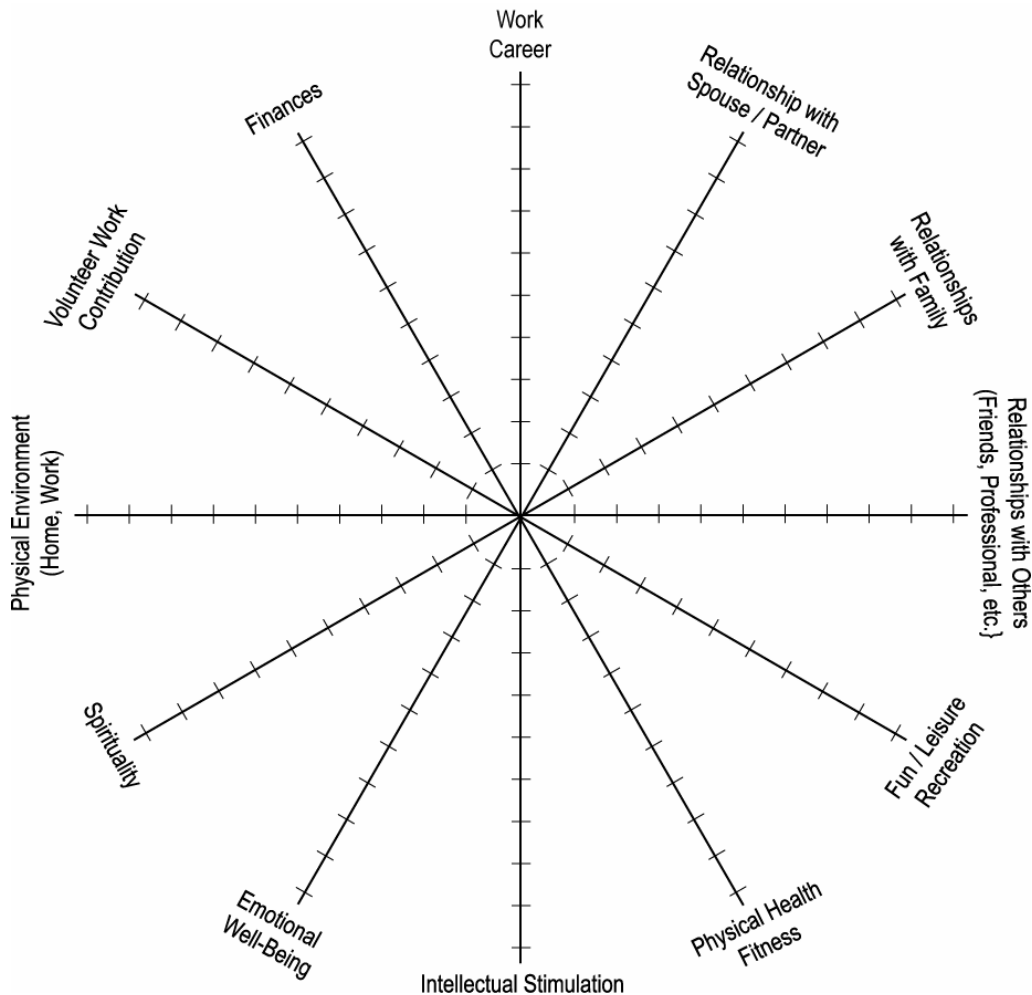 Work
Career
Relationship with
Spouse / Partner
Relationships
with Family
Relationships with Others
(Friends, Professional, etc.}
Fun / Leisure
Recreation
Physical Health
Fitness
Intellectual Stimulation
Emotional
Well-Being
Spirituality
Physical Environment
(Home, Work)
Volunteer Work
Contribution
Finances